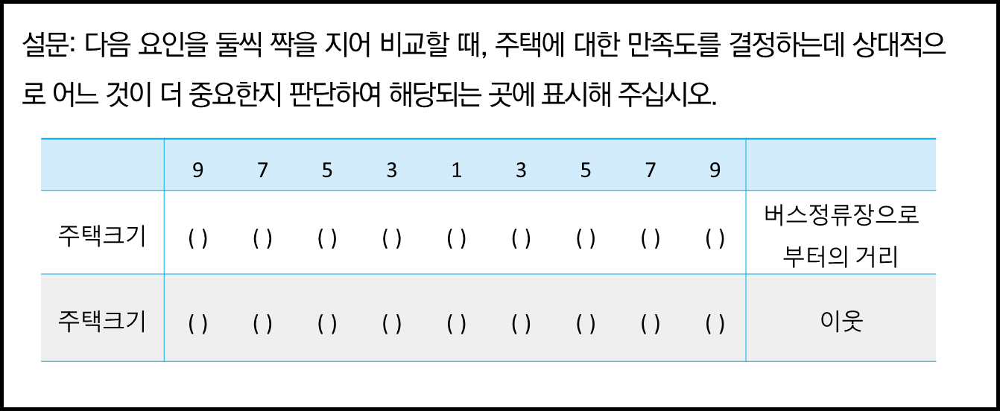 설문: 다음 요인을 둘씩 짝을 지어 비교할 때, 주택에 대한 만족도를 결정하는데 상대적으
로 어느 것이 더 중요한지 판단하여 해당되는 곳에 표시해 주십시오.
9 7 5 3 1 3 5 7 9
주택크기 ( ) ( ) ( ) ( ) ( ) ( ) ( ) ( ) ( ) 버스정류장으로
부터의 거리
주택크기 ( ) ( ) ( ) ( ) ( ) ( ) ( ) ( ) ( ) 이웃